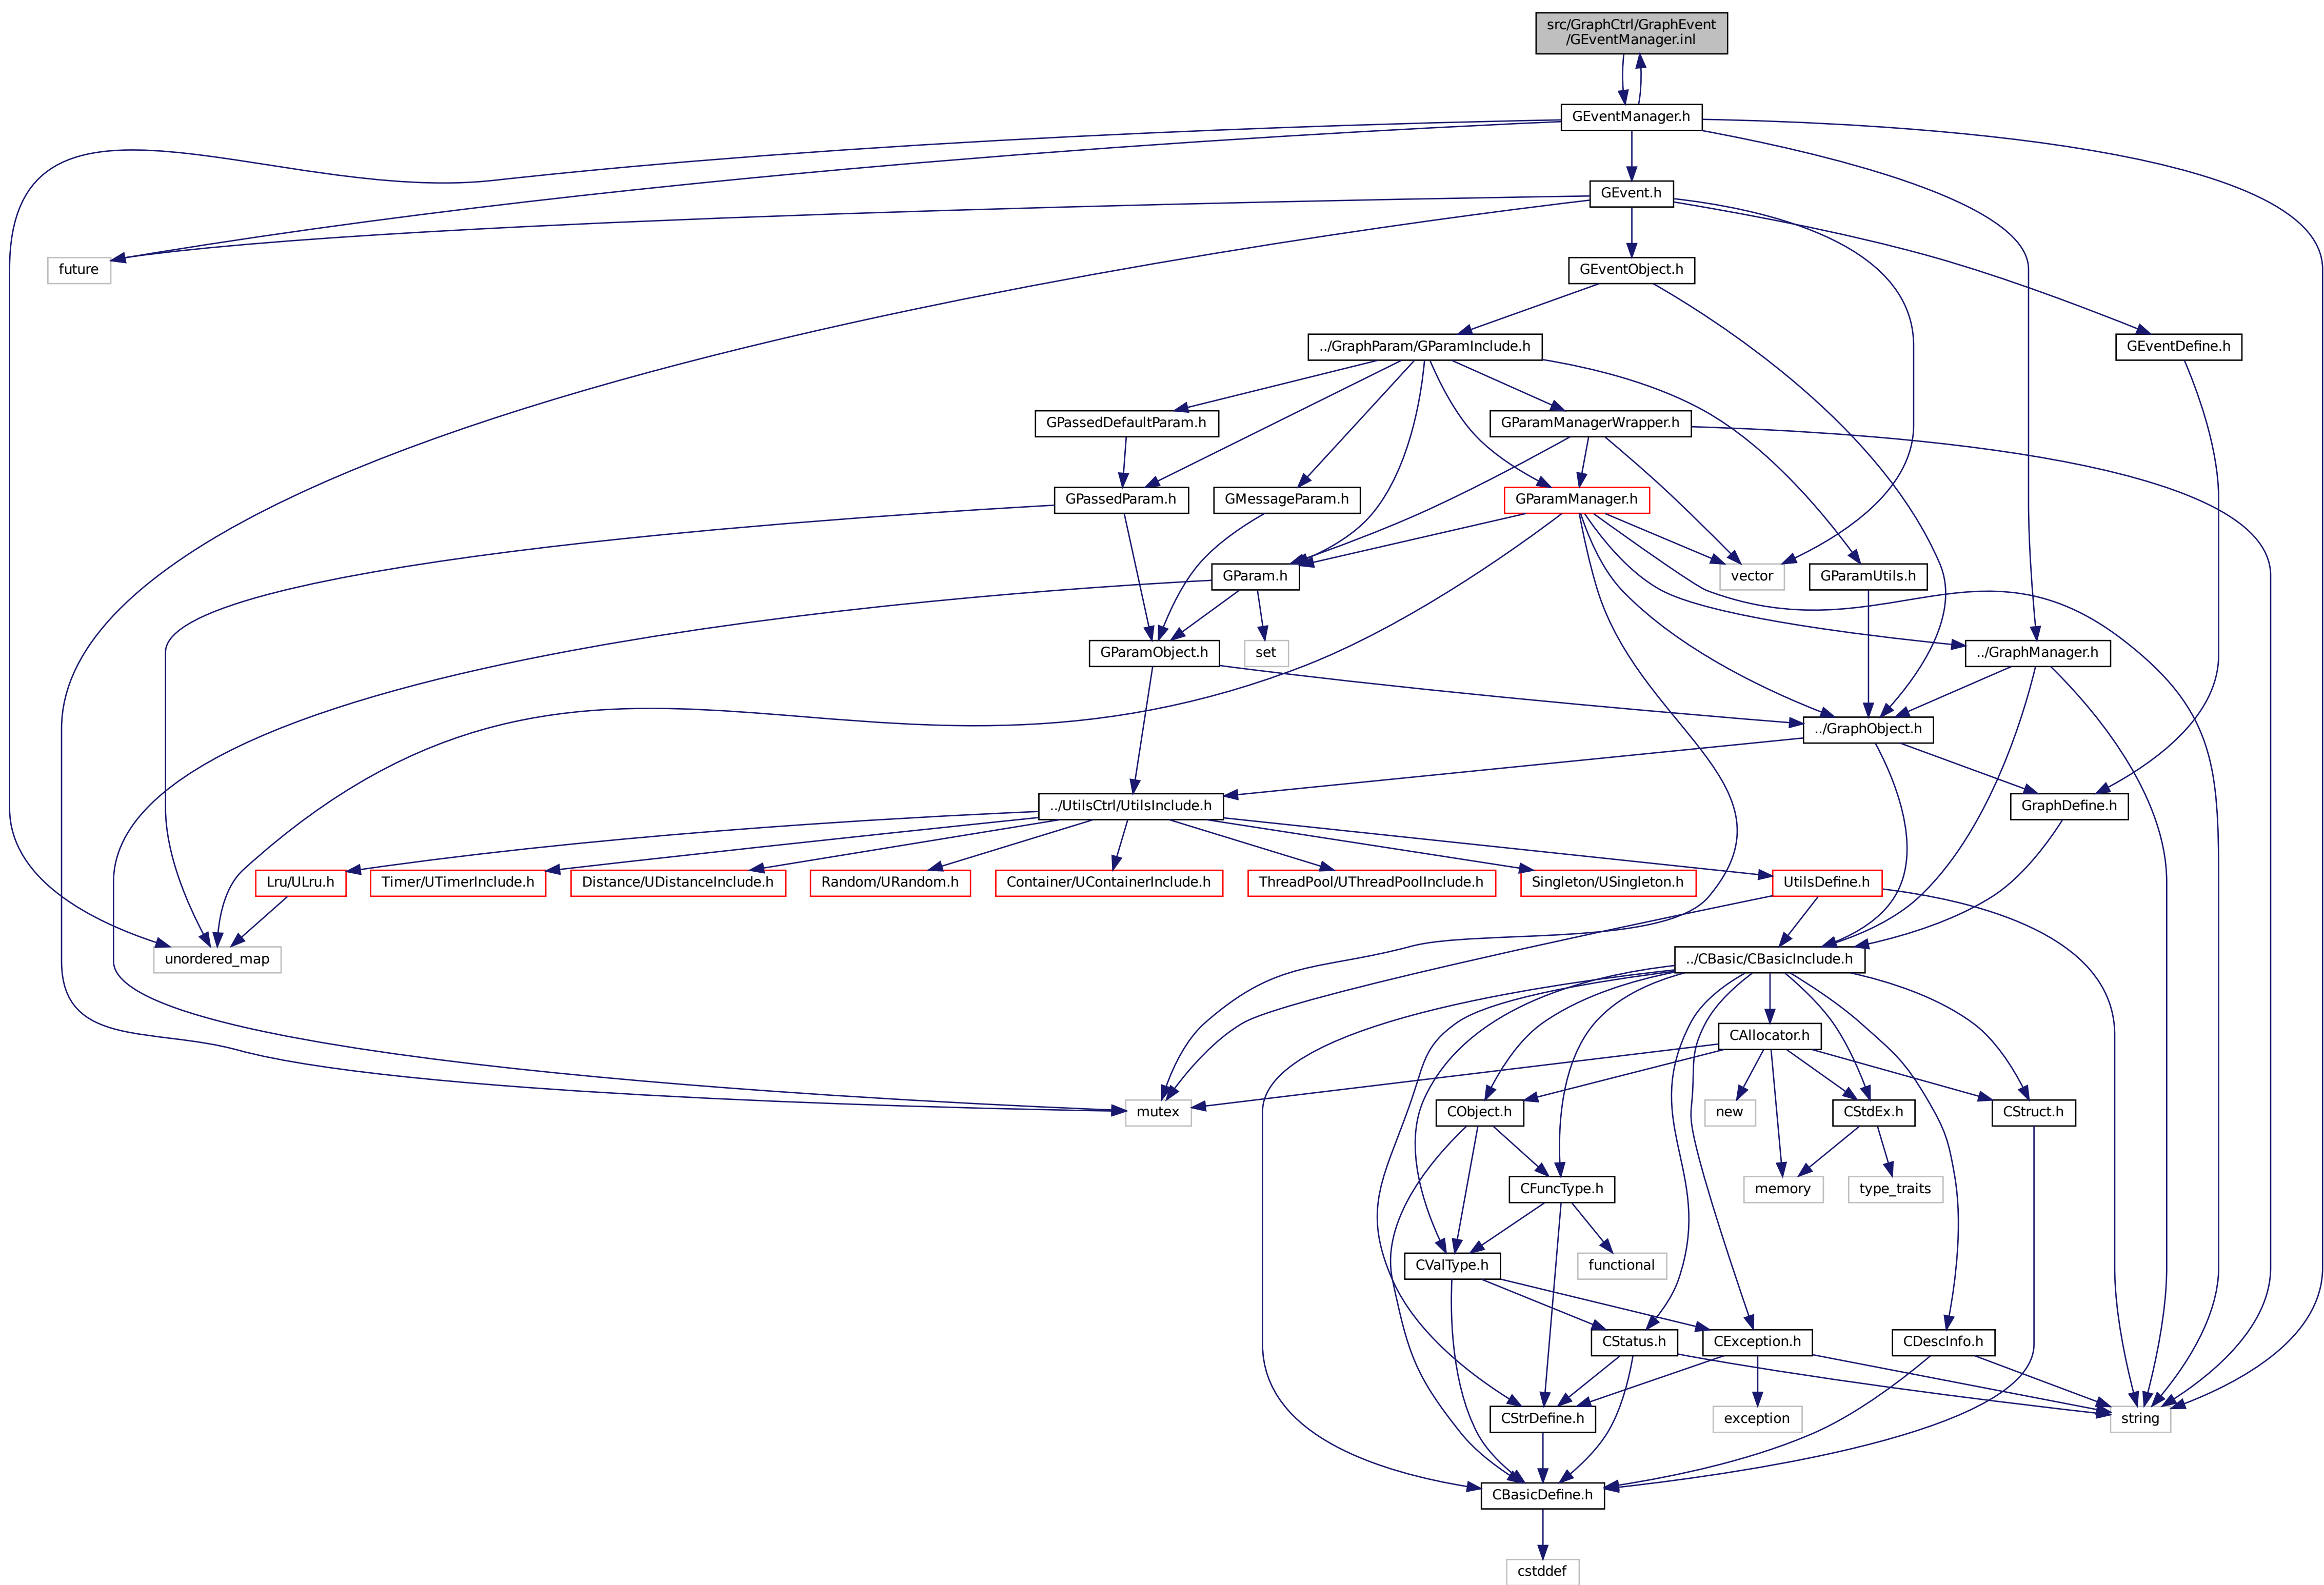 src/GraphCtrl/GraphEvent
/GEventManager.inl
GEventManager.h
GEvent.h
future
GEventObject.h
../GraphParam/GParamInclude.h
GEventDefine.h
GPassedDefaultParam.h
GParamManagerWrapper.h
GPassedParam.h
GMessageParam.h
GParamManager.h
GParam.h
vector
GParamUtils.h
GParamObject.h
set
../GraphManager.h
../GraphObject.h
../UtilsCtrl/UtilsInclude.h
GraphDefine.h
Lru/ULru.h
Timer/UTimerInclude.h
Distance/UDistanceInclude.h
Random/URandom.h
Container/UContainerInclude.h
ThreadPool/UThreadPoolInclude.h
Singleton/USingleton.h
UtilsDefine.h
unordered_map
../CBasic/CBasicInclude.h
CAllocator.h
mutex
CObject.h
new
CStdEx.h
CStruct.h
CFuncType.h
memory
type_traits
CValType.h
functional
CStatus.h
CException.h
CDescInfo.h
CStrDefine.h
exception
string
CBasicDefine.h
cstddef